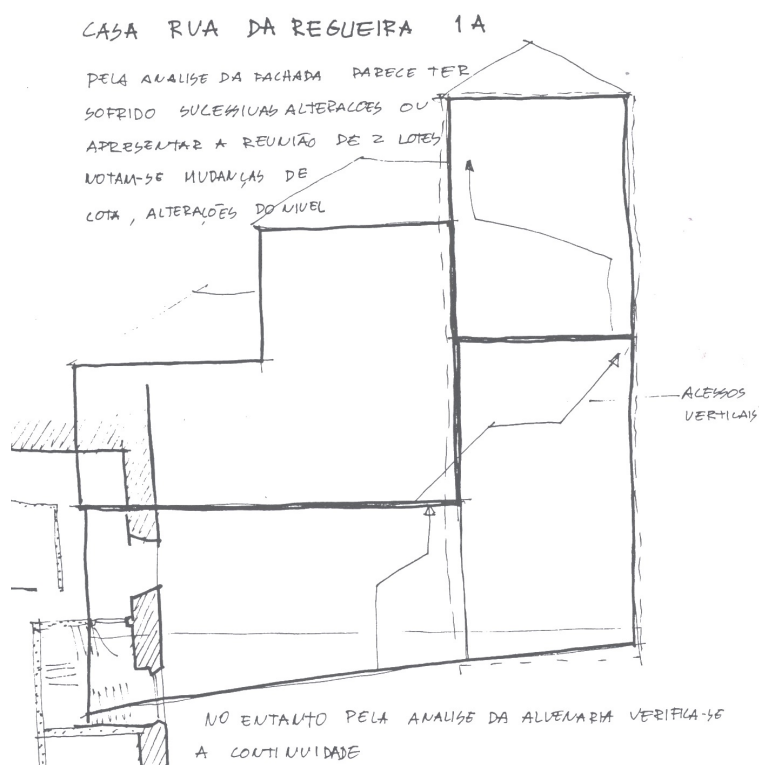 CASA RUA DA REGUEIRA 1A
PELA ANALISE DA FACHADA PARECE TER
SOFRIDO SUCESSIVAS ALTERACOES OU
APRESENTAR A REUNIÃO DE 2 LOTES
NOTAM-SE MUDANÇAS DE
COTA, ALTERAÇÕES DO NIVEL
ACESSOS
VERTICAIS
NO ENTANTO PELA ANALISE DA ALVENARIA VERIFICA-SE
A CONTINUIDADE